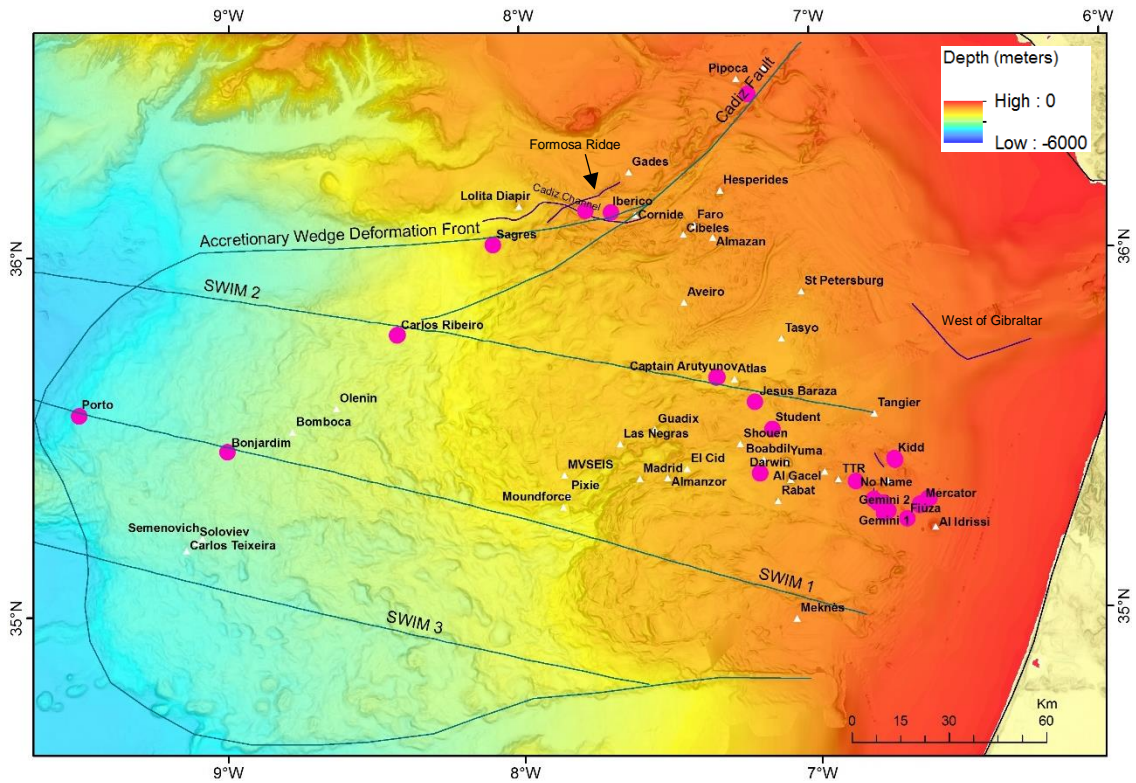 9°W
8°W
7°W
6°W
Depth (meters)
High : 0
Low : -6000
Pipoca
Cadiz Fault
Formosa Ridge
Gades
Hesperides
Lolita Diapir
Cadiz Channel
Iberico
Cornide
Faro
Cibeles
Almazan
Accretionary Wedge Deformation Front
Sagres
36°N
36°N
SWIM 2
St Petersburg
Aveiro
West of Gibraltar
Carlos Ribeiro
Tasyo
Captain Arutyunov
Atlas
Jesus Baraza
Porto
Olenin
Tangier
Bomboca
Guadix
Student
Bonjardim
Las Negras
Shouen
Kidd
Boabdil
Yuma
MVSEIS
El Cid
Darwin
TTR
Madrid
Almanzor
Al Gacel
No Name
Pixie
Rabat
Moundforce
Gemini 2
Mercator
Fiuza
Gemini 1
Al Idrissi
Semenovich
Soloviev
Carlos Teixeira
SWIM 1
35°N
35°N
SWIM 3
Meknès
Km
0 15 30 60
9°W
8°W
7°W